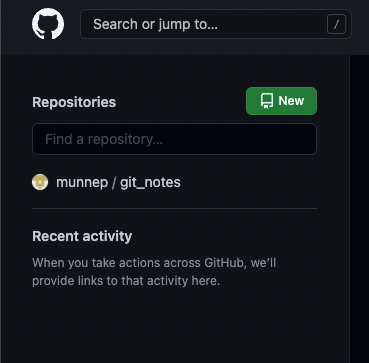 Search or jump to...
/
Repositories
New
Find a repository...
munnep / git_notes
Recent activity
When you take actions across GitHub, we'll
provide links to that activity here.